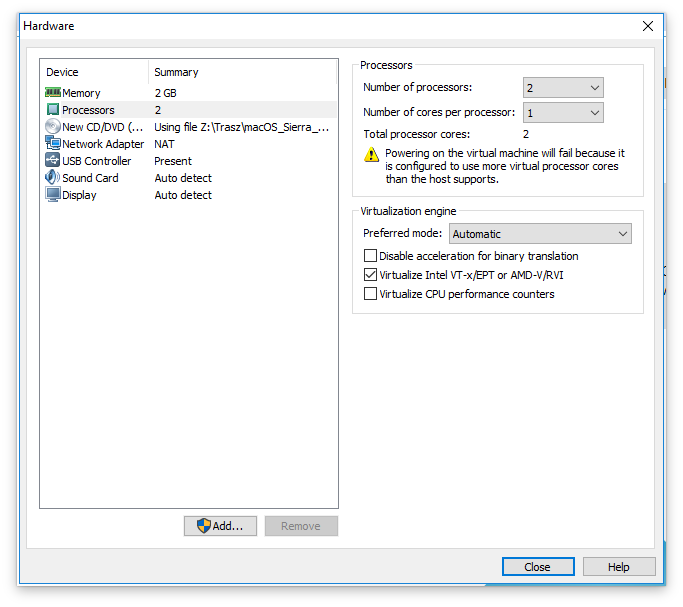 Hardware
Device Summary
Memory 2 GB
Processors 2
New CD/DVD (... Using file Z:\Trasz\macOS_Sierra_...
Network Adapter NAT
USB Controller Present
Sound Card Auto detect
Display Auto detect
Add...
Remove
Processors
Number of processors: 2
Number of cores per processor: 1
Total processor cores: 2
Powering on the virtual machine will fail because it
is configured to use more virtual processor cores
than the host supports.
Virtualization engine
Preferred mode: Automatic
Disable acceleration for binary translation
Virtualize Intel VT-x/EPT or AMD-V/RVI
Virtualize CPU performance counters
Close
Help